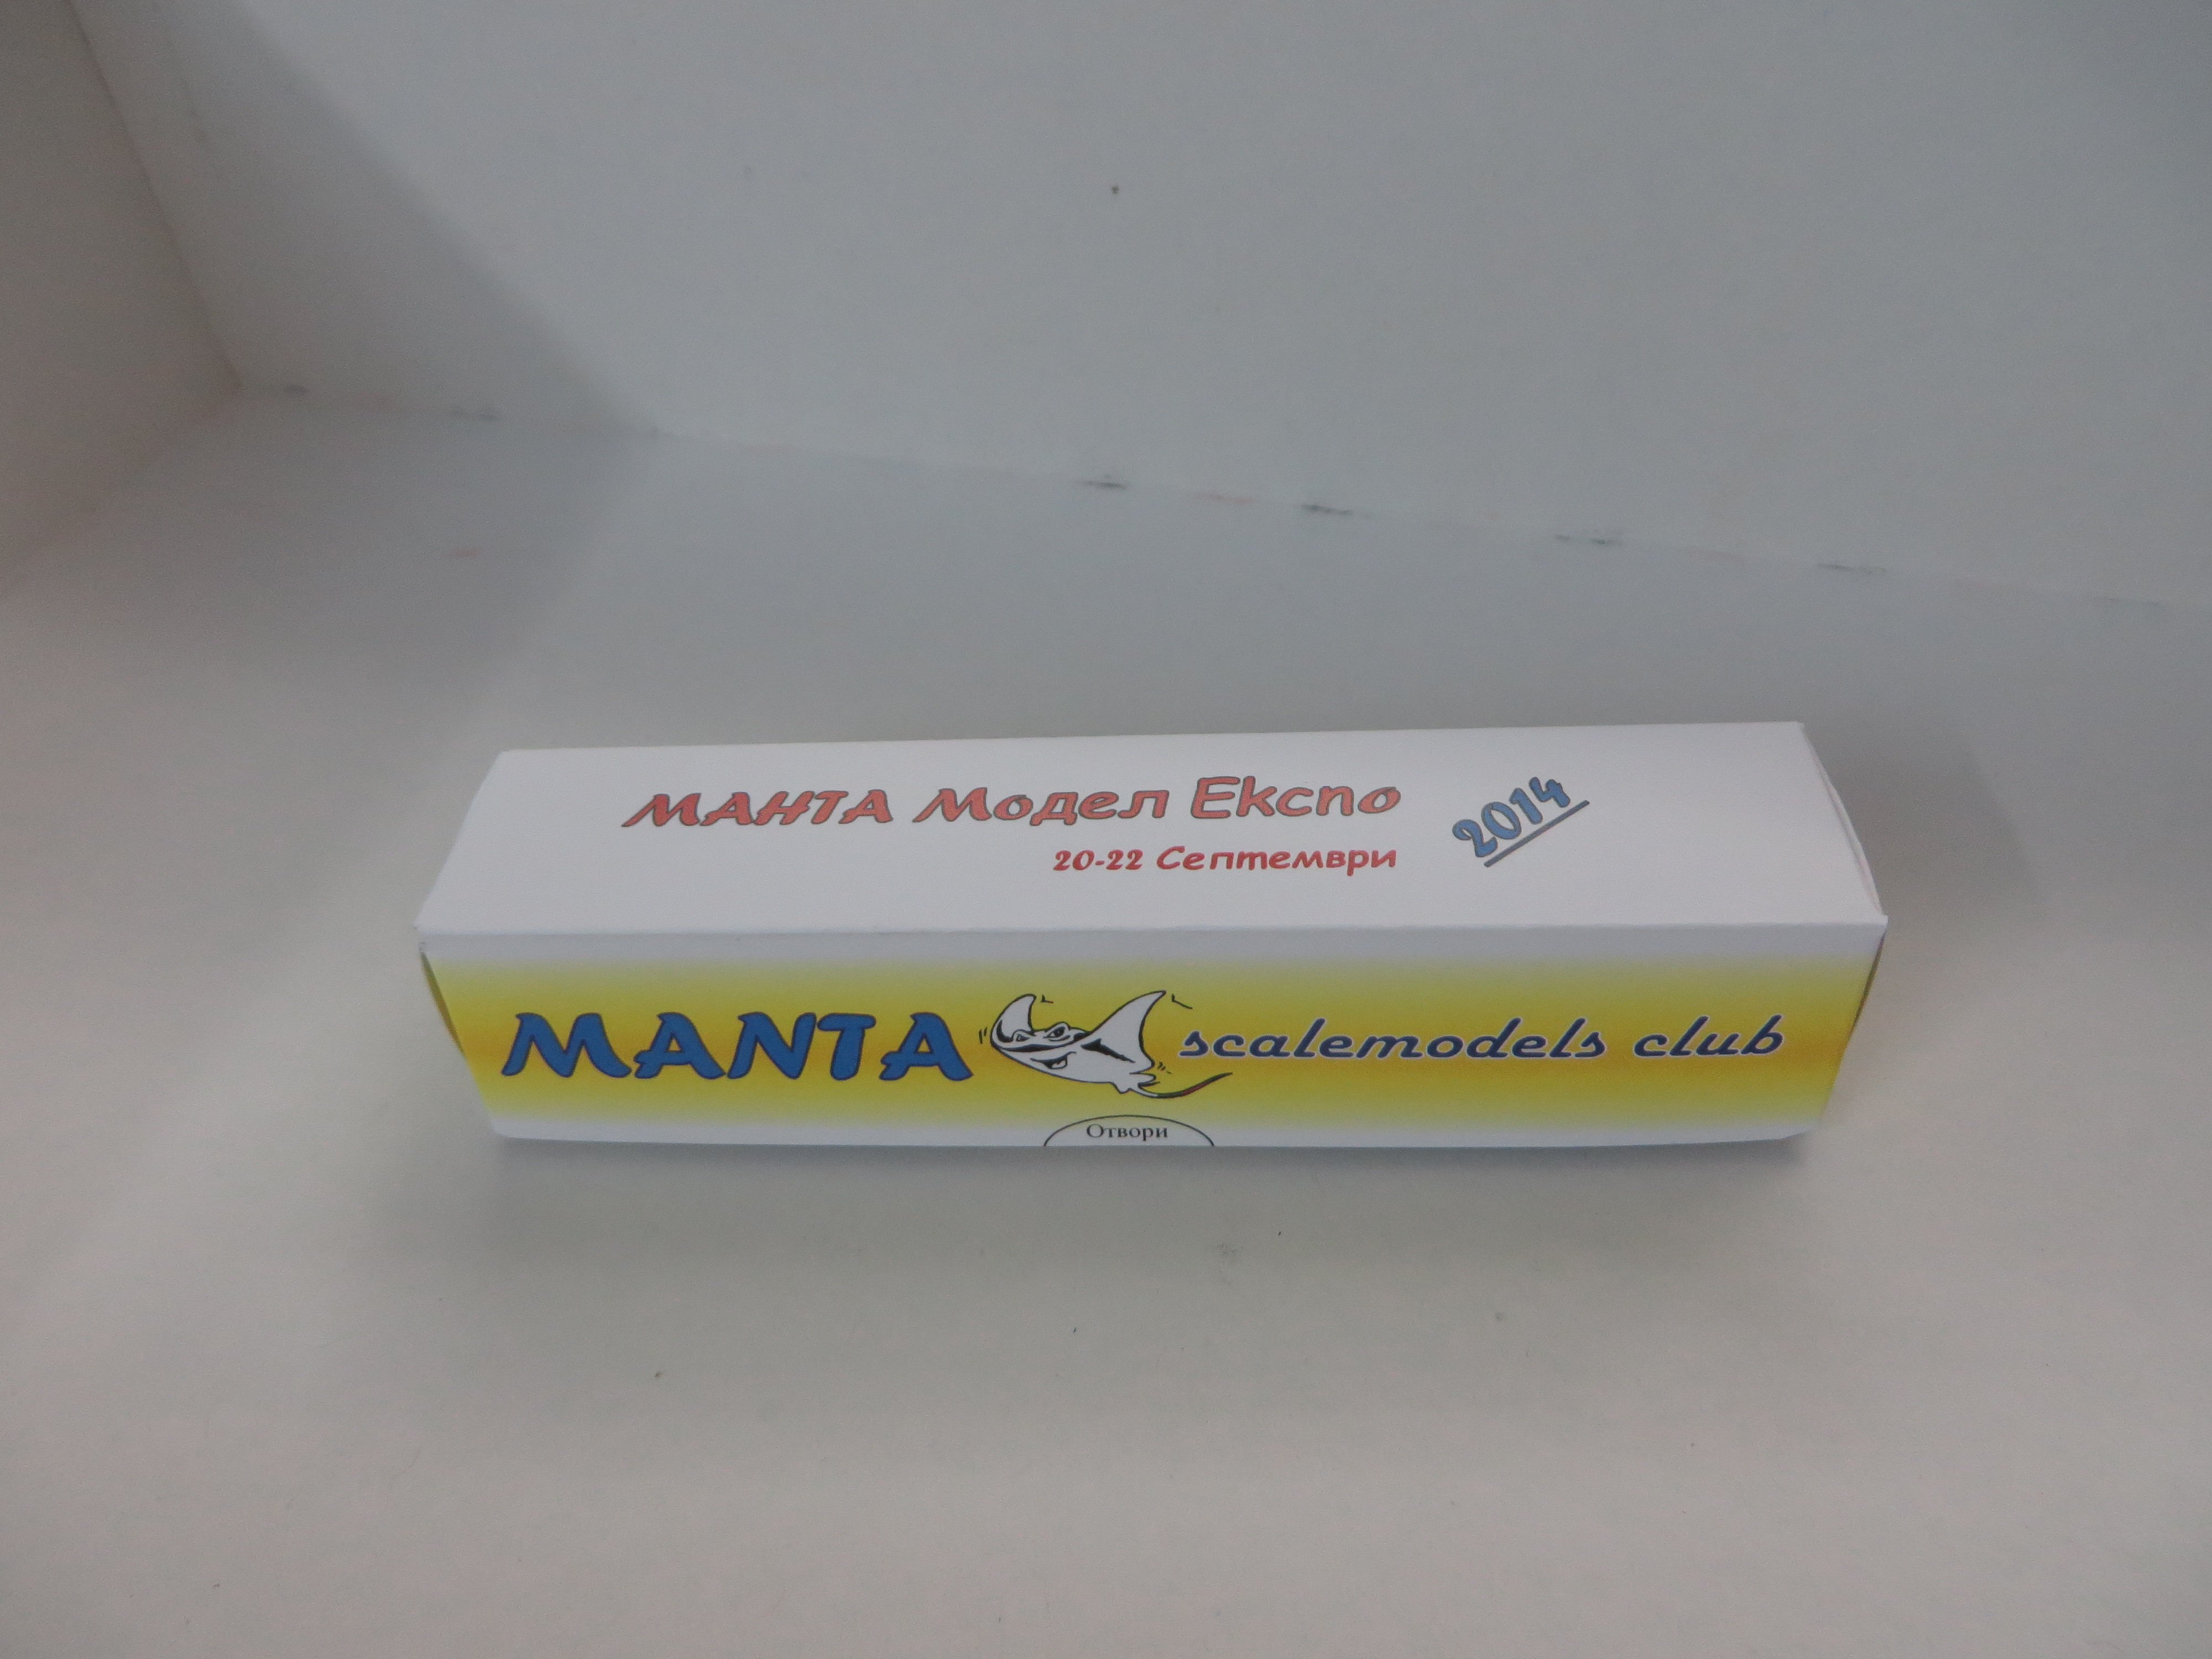 МАНТА Модел Експо
20-22 Септември
2014
MANTA scalemodels club
Отвори